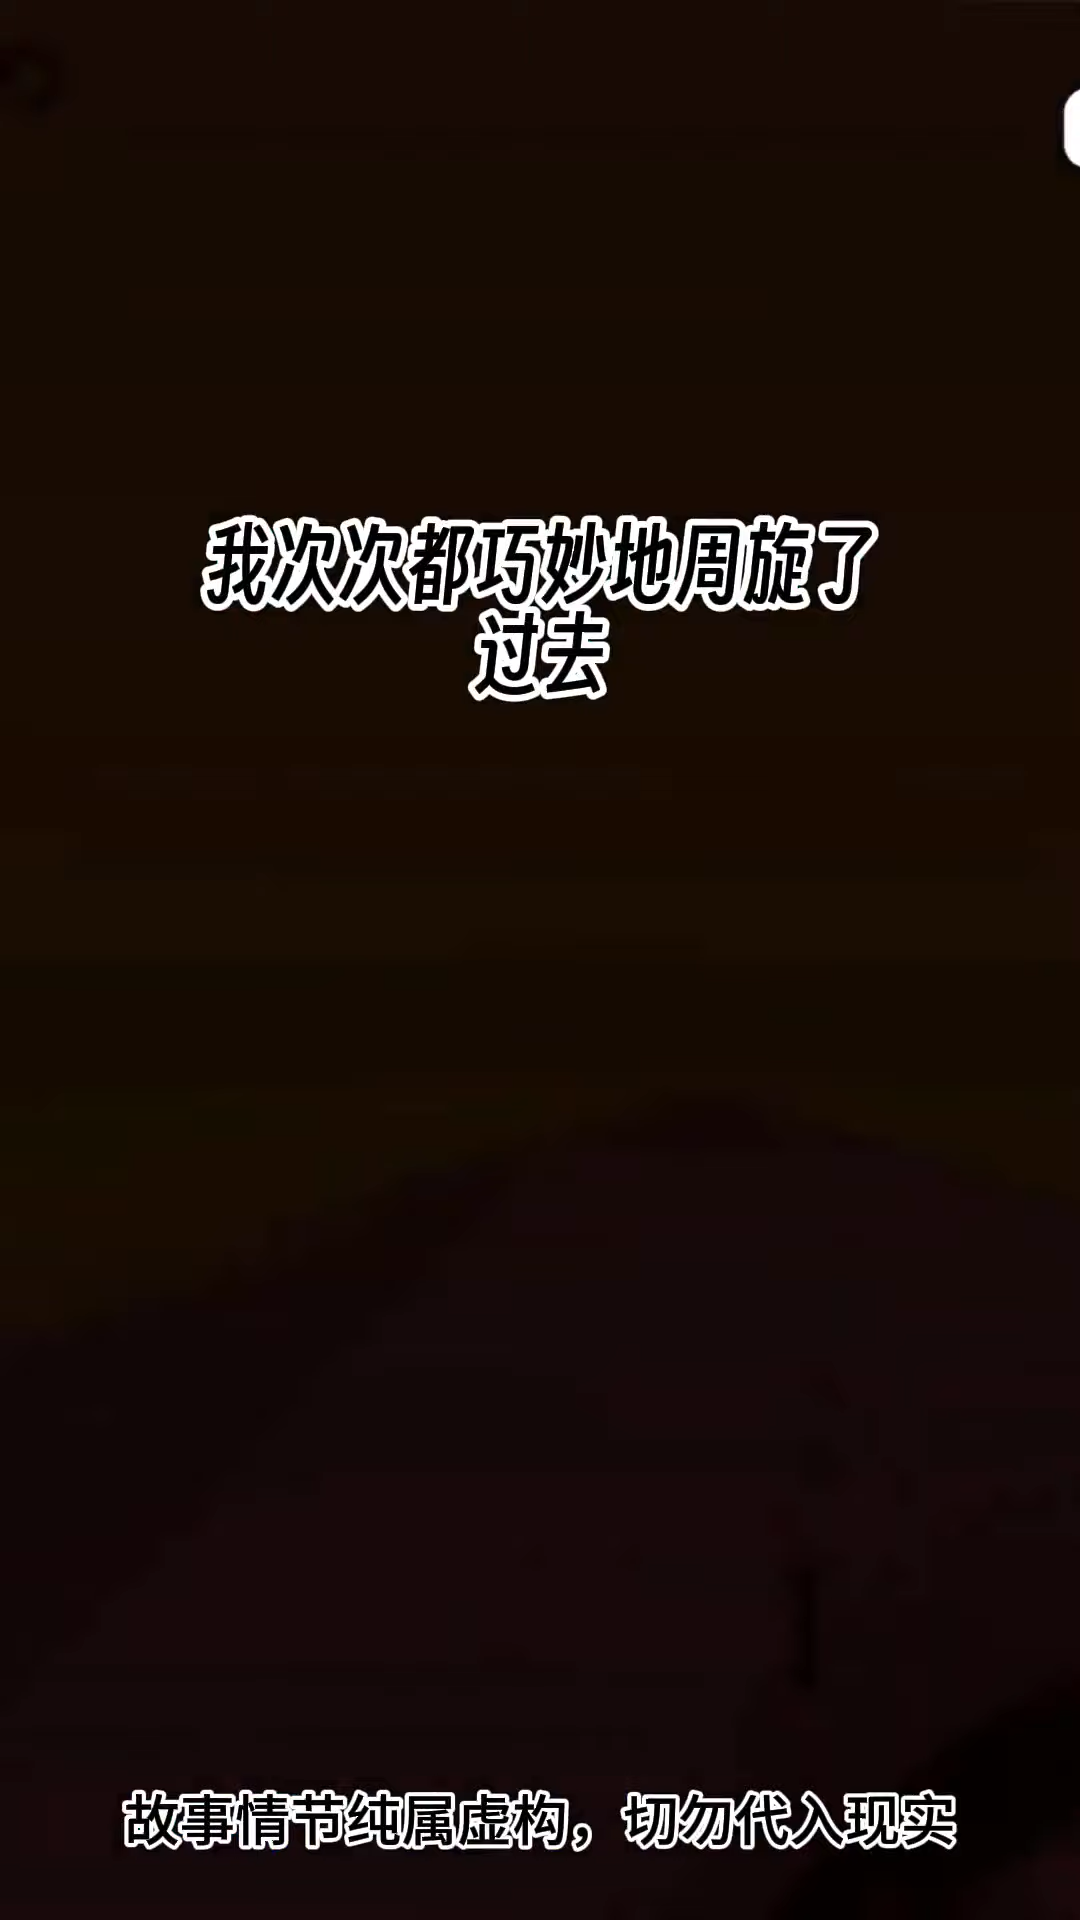 我次次都巧妙地周旋了
过去
故事情节纯属虚构，切勿代入现实